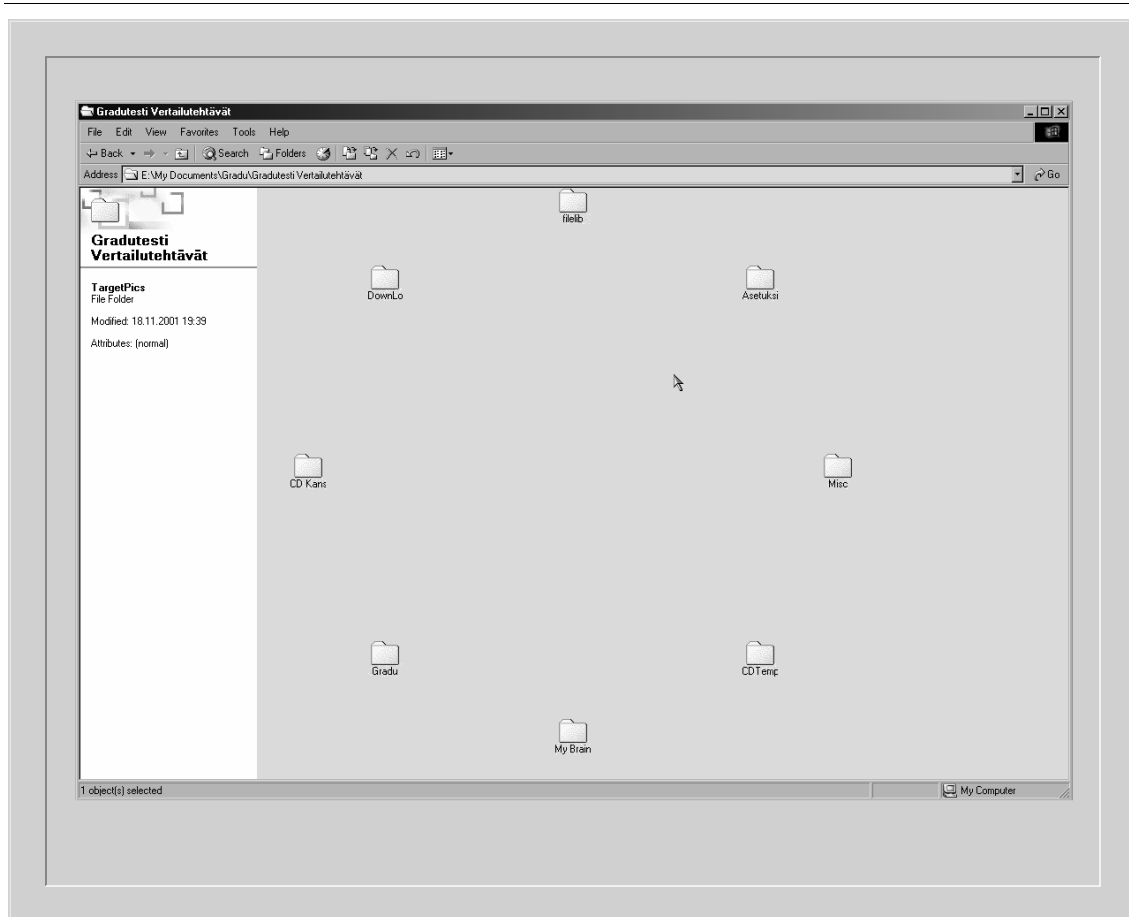 Gradutesti Vertailutehtävät
File Edit View Favorites Tools Help
Back Search Folders
Address E:\My Documents\Gradu\Gradutesti Vertailutehtävät Go
Gradutesti
Vertailutehtävät
TargetPics
File Folder
Modified: 18.11.2001 19:39
Attributes: (normal)
filelib
DownLo
Asetuksi
CD Kans
Misc
Gradu
CDTemp
My Brain
1 object(s) selected
My Computer